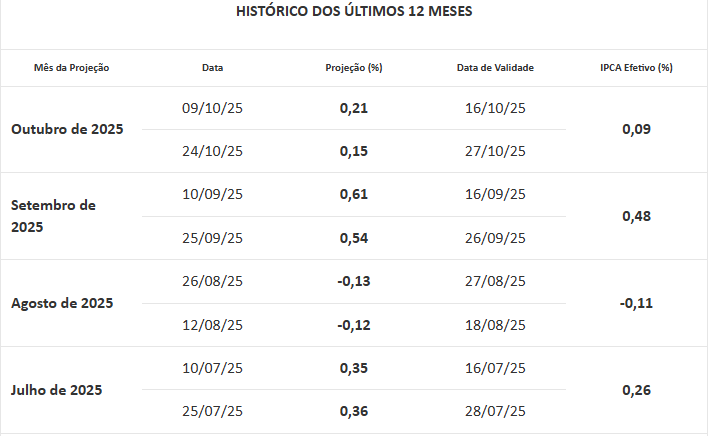 HISTÓRICO DOS ÚLTIMOS 12 MESES
Mês da Projeção Data Projeção (%) Data de Validade IPCA Efetivo (%)
Outubro de 2025
09/10/25 0,21 16/10/25
24/10/25 0,15 27/10/25
0,09
Setembro de
2025
10/09/25 0,61 16/09/25
25/09/25 0,54 26/09/25
0,48
Agosto de 2025
26/08/25 -0,13 27/08/25
12/08/25 -0,12 18/08/25
-0,11
Julho de 2025
10/07/25 0,35 16/07/25
25/07/25 0,36 28/07/25
0,26